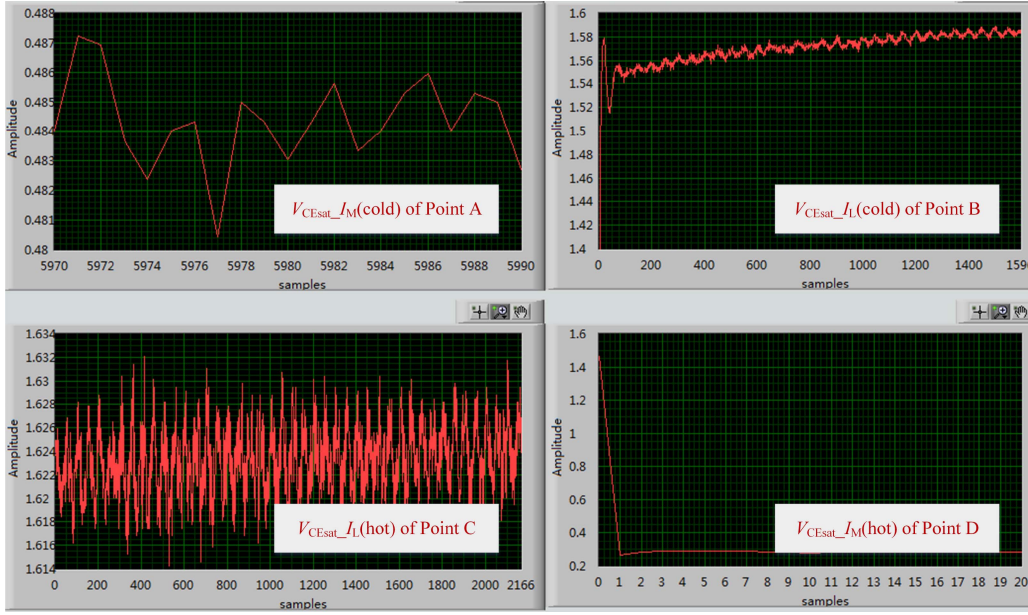 0.488
0.487
0.486
0.485
0.484
0.483
0.482
0.481
0.48
Amplitude
5970 5972 5974 5976 5978 5980 5982 5984 5986 5988 5990
samples
VCEsat_IM(cold) of Point A
1.6
1.58
1.56
1.54
1.52
1.5
1.48
1.46
1.44
1.42
1.4
Amplitude
0 200 400 600 800 1000 1200 1400 1590
samples
VCEsat_IL(cold) of Point B
1.634
1.632
1.63
1.628
1.626
1.624
1.622
1.62
1.618
1.616
1.614
Amplitude
0 200 400 600 800 1000 1200 1400 1600 1800 2000 2166
samples
VCEsat_IL(hot) of Point C
1.6
1.4
1.2
1
0.8
0.6
0.4
0.2
Amplitude
0 1 2 3 4 5 6 7 8 9 10 11 12 13 14 15 16 17 18 19 20
samples
VCEsat_IM(hot) of Point D